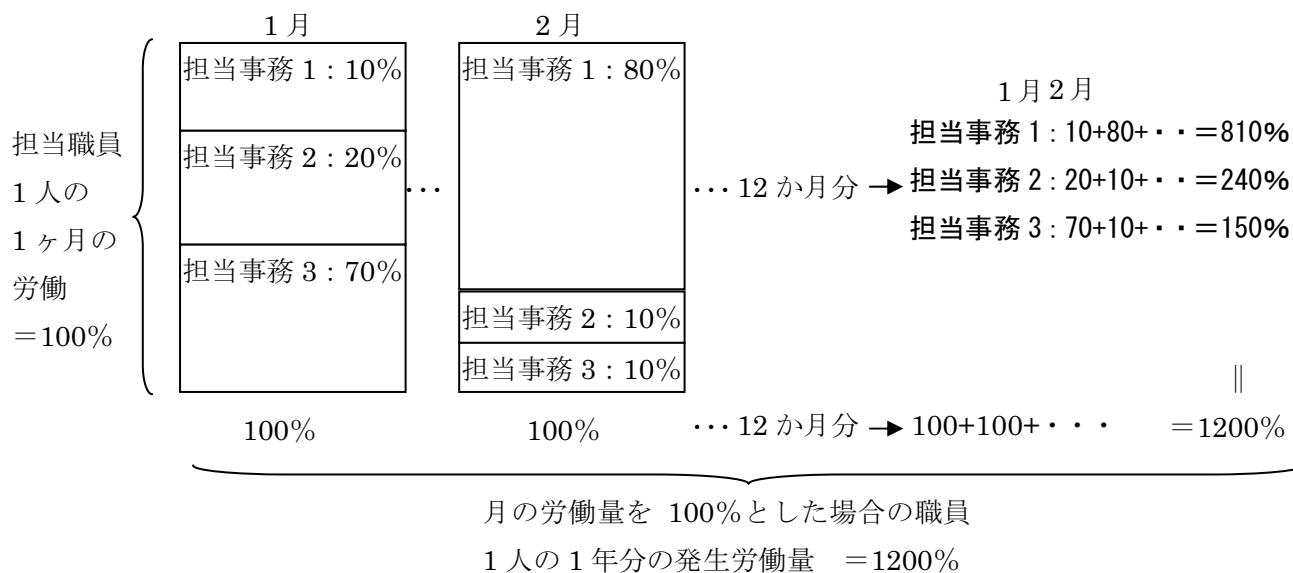 1月
2月
担当職員
1人の
1ヶ月の
労働
＝100％
担当事務1：10％
担当事務2：20％
担当事務3：70％
100％
･･･
担当事務1：80％
担当事務2：10％
担当事務3：10％
100％
･･･12か月分→
1月2月
担当事務1：10+80+・・＝810％
担当事務2：20+10+・・＝240％
担当事務3：70+10+・・＝150％
∥
･･･12か月分→100+100+・・・ ＝1200％
月の労働量を 100％とした場合の職員
1人の1年分の発生労働量 ＝1200％